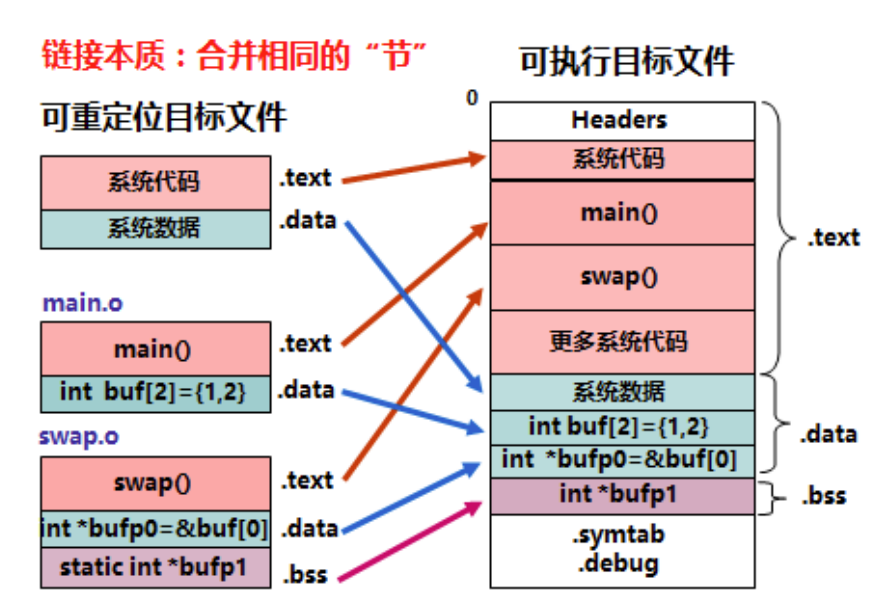 链接本质：合并相同的“节”
可重定位目标文件
系统代码 .text
系统数据 .data
main.o
main() .text
int buf[2]={1,2} .data
swap.o
swap() .text
int *bufp0=&buf[0] .data
static int *bufp1 .bss
可执行目标文件
0
Headers
系统代码
main()
swap()
更多系统代码
.text
系统数据
int buf[2]={1,2}
int *bufp0=&buf[0]
.data
int *bufp1
.bss
.symtab
.debug